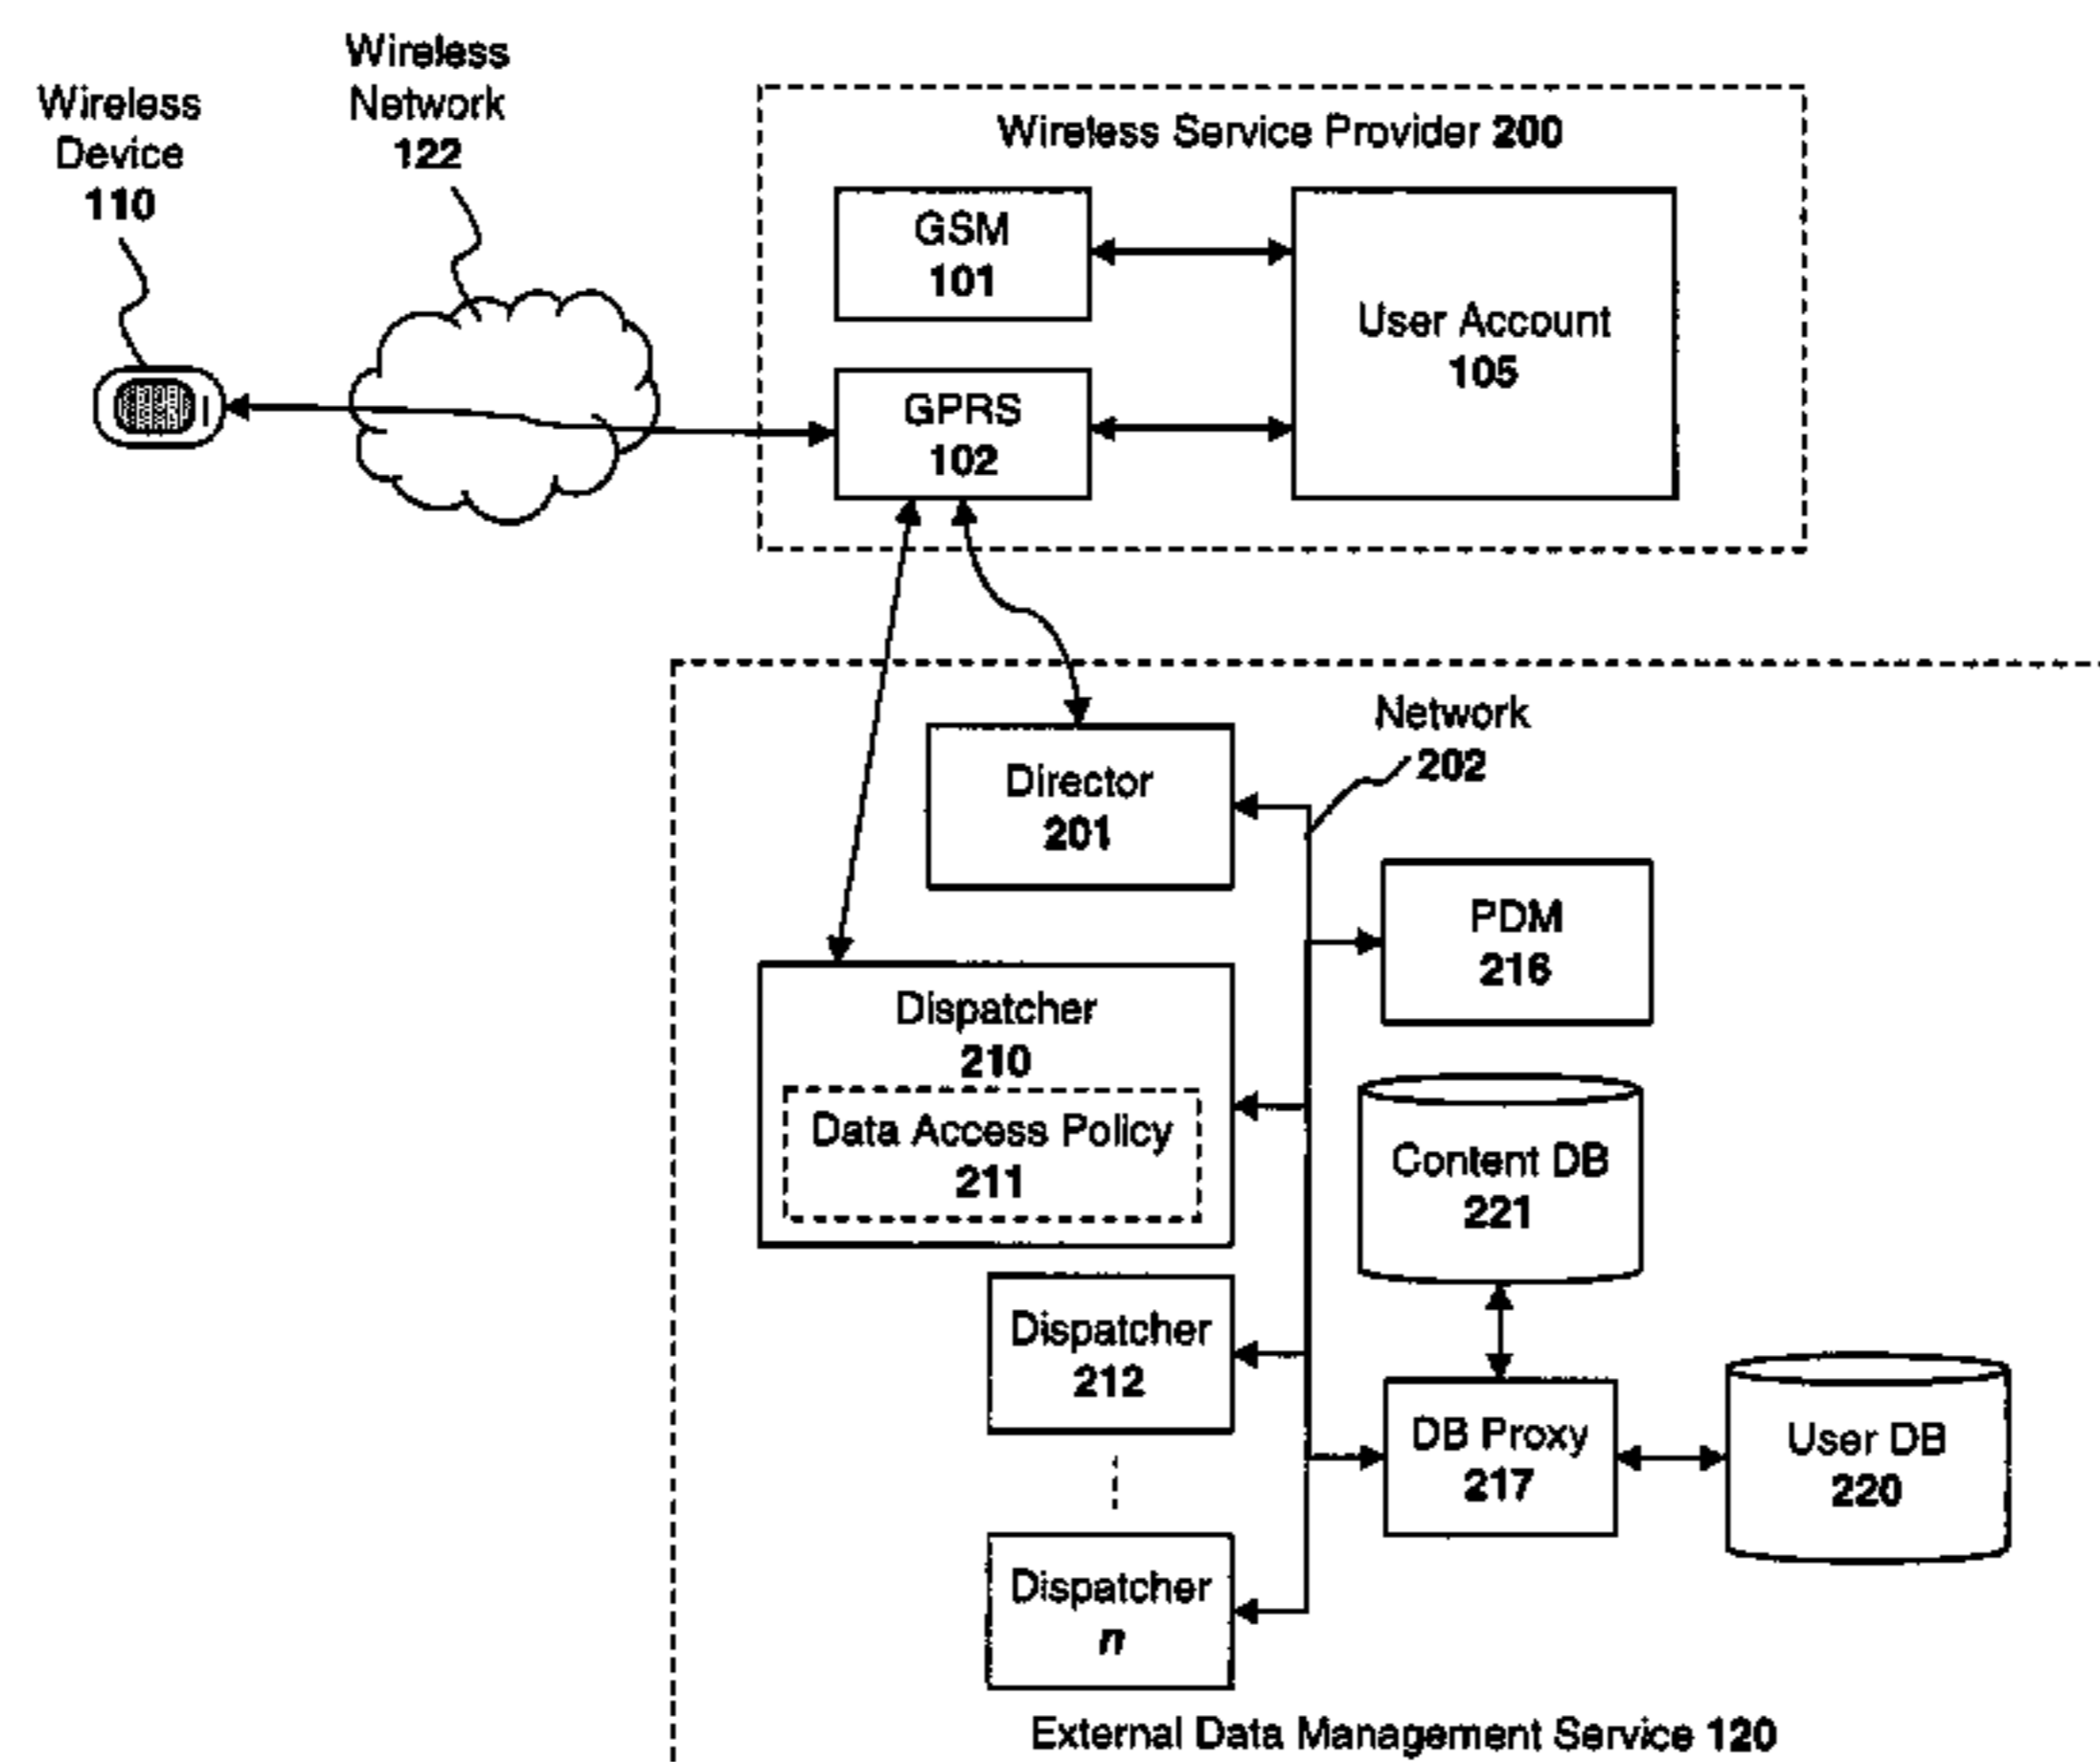 Wireless
Device
110
Wireless
Network
122
Wireless Service Provider 200
GSM
101
User Account
105
GPRS
102
Network
202
Director
201
PDM
216
Dispatcher
210
Data Access Policy
211
Content DB
221
Dispatcher
212
DB Proxy
217
User DB
220
Dispatcher
n
External Data Management Service 120